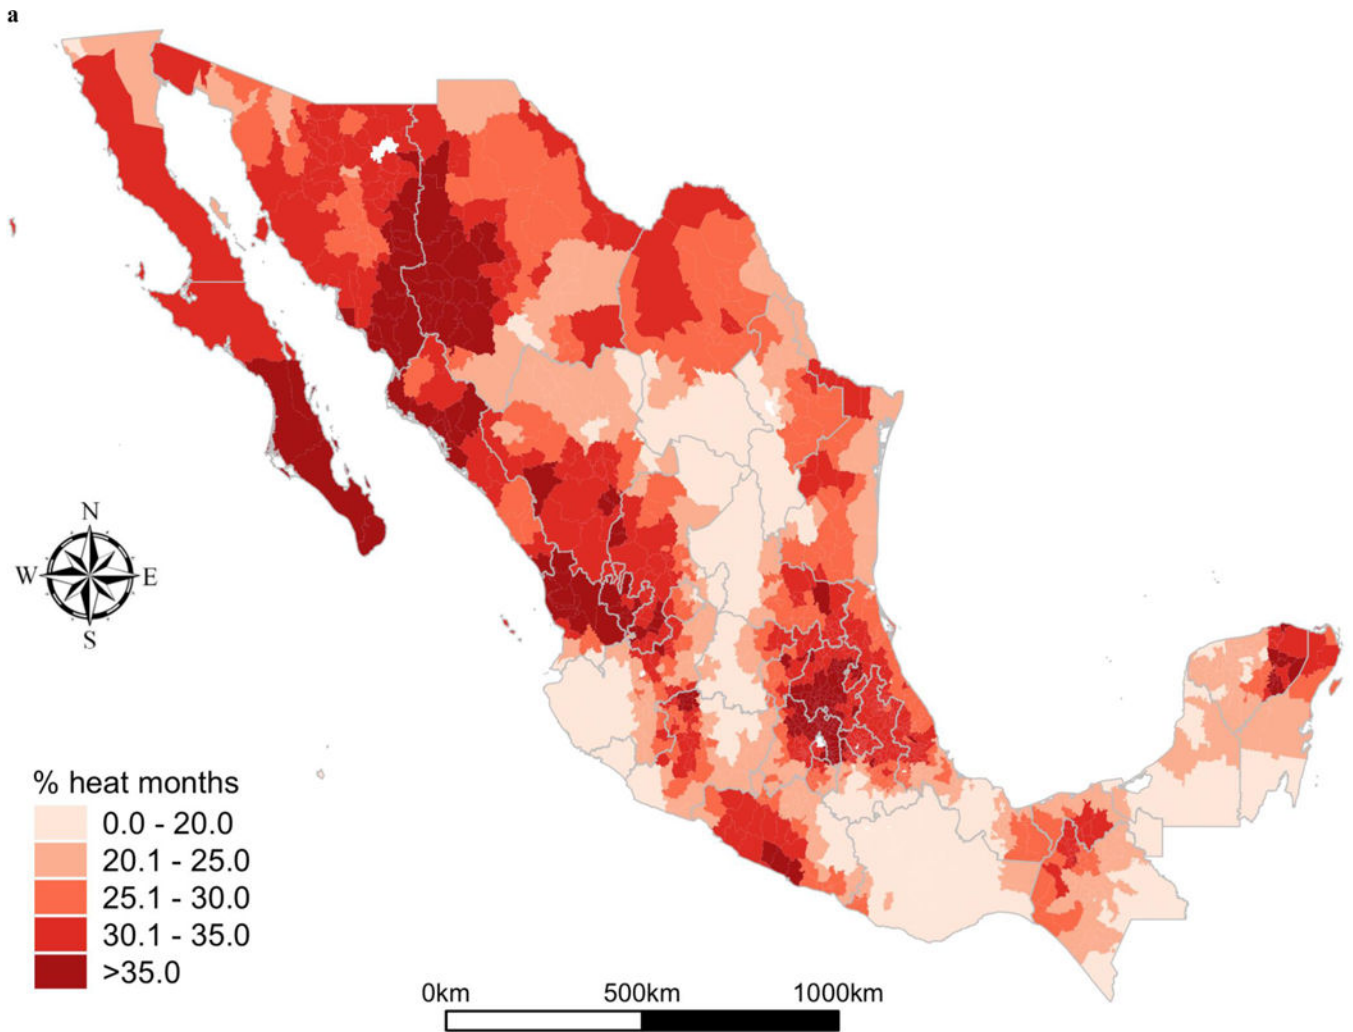 a
N
W E
S
% heat months
0.0 - 20.0
20.1 - 25.0
25.1 - 30.0
30.1 - 35.0
>35.0
0km 500km 1000km